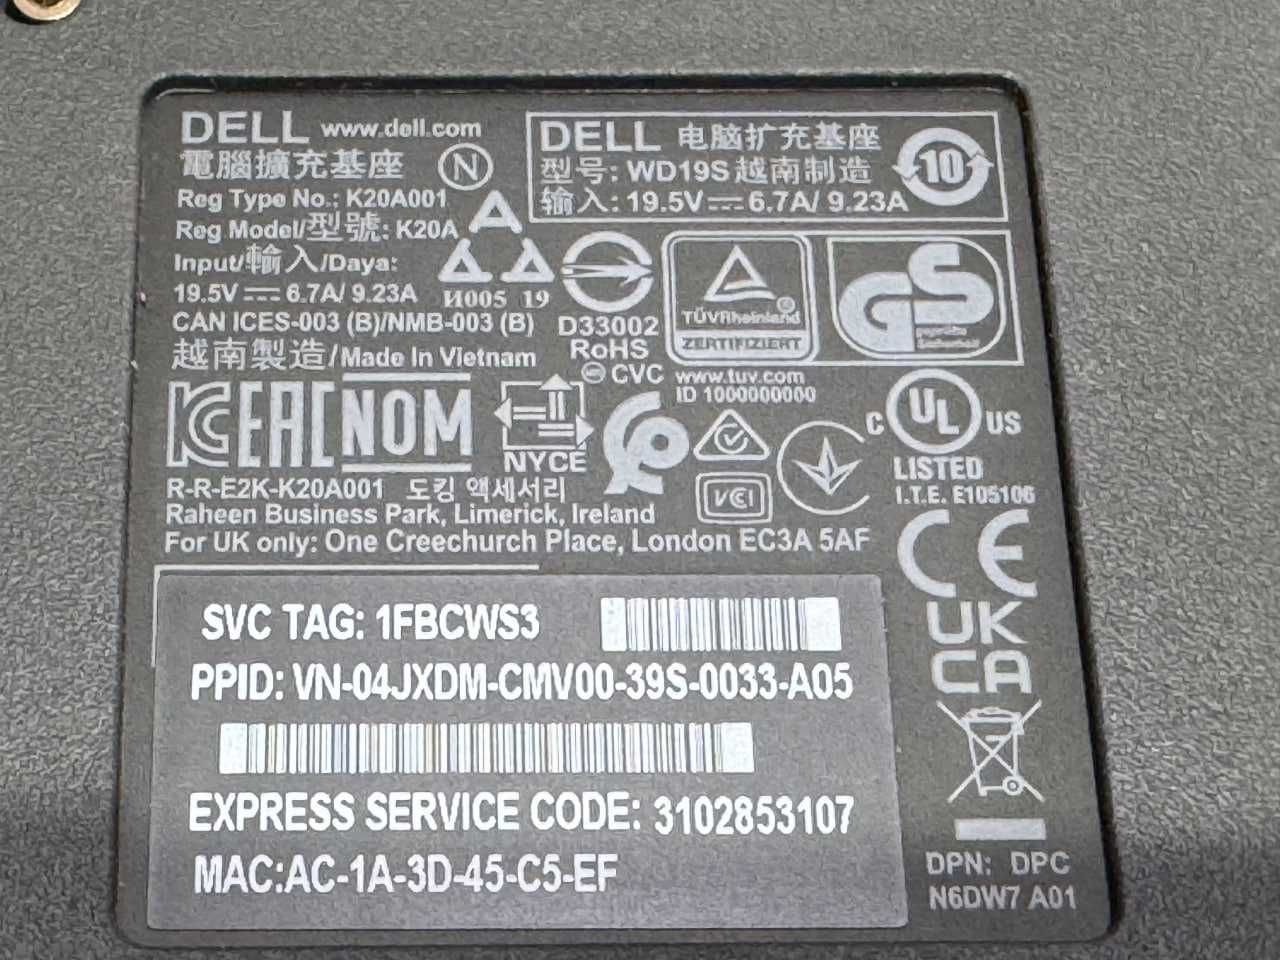 DELL www.dell.com
電腦擴充基座 N
Reg Type No.: K20A001
Reg Model/型號: K20A
Input/輸入/Daya:
19.5V⎓6.7A/ 9.23A
И005 19
CAN ICES-003 (B)/NMB-003 (B)
越南製造/Made In Vietnam
DELL 电脑扩充基座
型号: WD19S 越南制造
输入: 19.5V⎓6.7A/ 9.23A
10
D33002
RoHS
CVC
TÜVRheinland
ZERTIFIZIERT
www.tuv.com
ID 1000000000
GS
geprüfte
Sicherheit
KC EAC NOM
NYCE
VCI
C UL US
LISTED
I.T.E. E105106
R-R-E2K-K20A001 도킹 액세서리
Raheen Business Park, Limerick, Ireland
For UK only: One Creechurch Place, London EC3A 5AF
CE
UK
CA
SVC TAG: 1FBCWS3
PPID: VN-04JXDM-CMV00-39S-0033-A05
EXPRESS SERVICE CODE: 3102853107
MAC:AC-1A-3D-45-C5-EF
DPN: DPC
N6DW7 A01